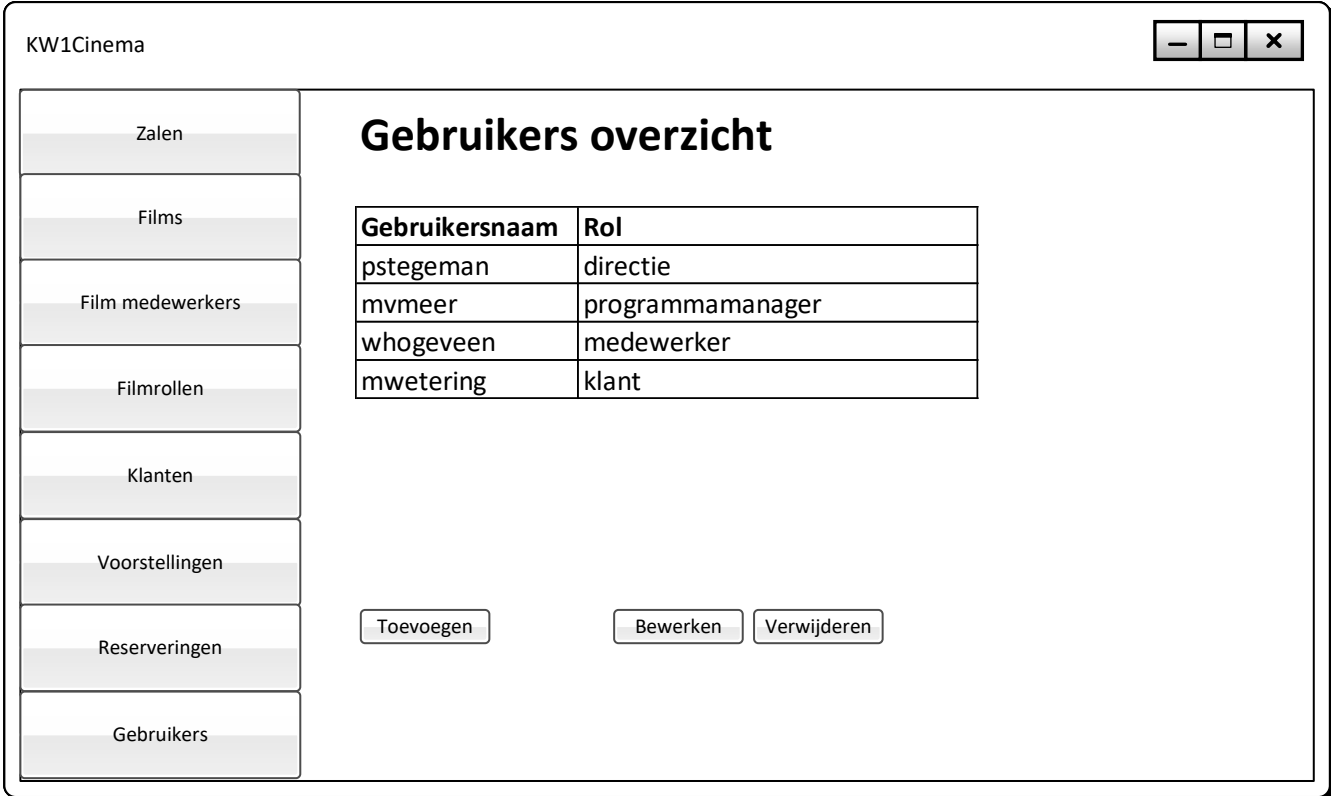 KW1Cinema
Zalen
Films
Film medewerkers
Filmrollen
Klanten
Voorstellingen
Reserveringen
Gebruikers
Gebruikers overzicht
Gebruikersnaam Rol
pstegeman directie
mvmeer programmamanager
whogeveen medewerker
mwetering klant
Toevoegen Bewerken Verwijderen